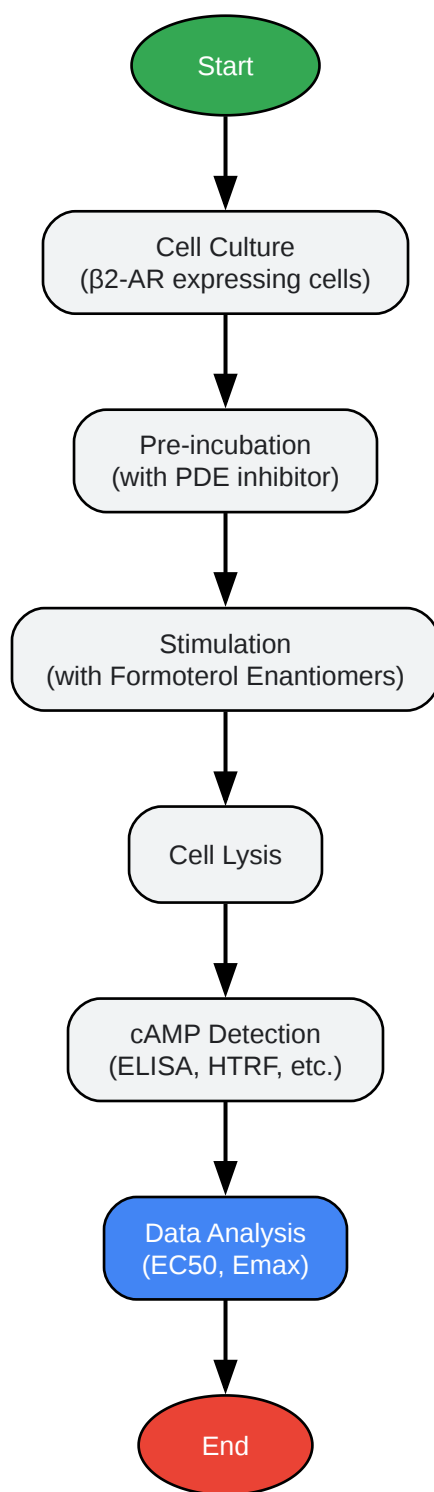 Start
Cell Culture
(β2-AR expressing cells)
Pre-incubation
(with PDE inhibitor)
Stimulation
(with Formoterol Enantiomers)
Cell Lysis
cAMP Detection
(ELISA, HTRF, etc.)
Data Analysis
(EC50, Emax)
End